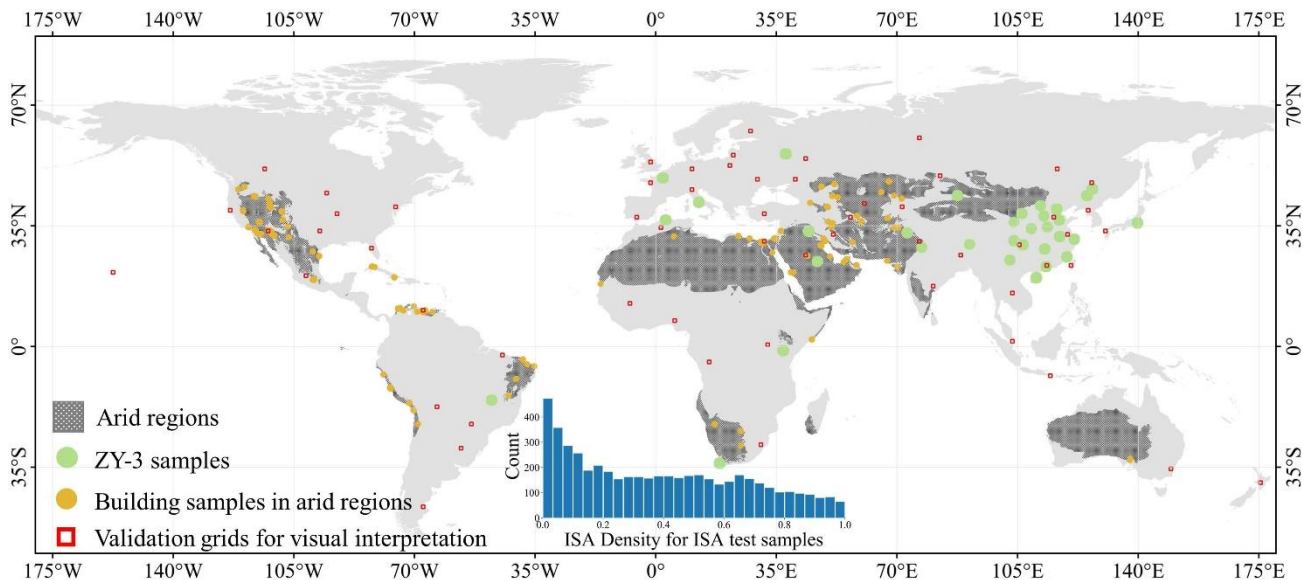 175°W 140°W 105°W 70°W 35°W 0° 35°E 70°E 105°E 140°E 175°E
70°N 70°N
35°N 35°N
0° 0°
35°S 35°S
Arid regions
ZY-3 samples
Building samples in arid regions
Validation grids for visual interpretation
Count
400
300
200
100
0
0.0 0.2 0.4 0.6 0.8 1.0
ISA Density for ISA test samples
175°W 140°W 105°W 70°W 35°W 0° 35°E 70°E 105°E 140°E 175°E